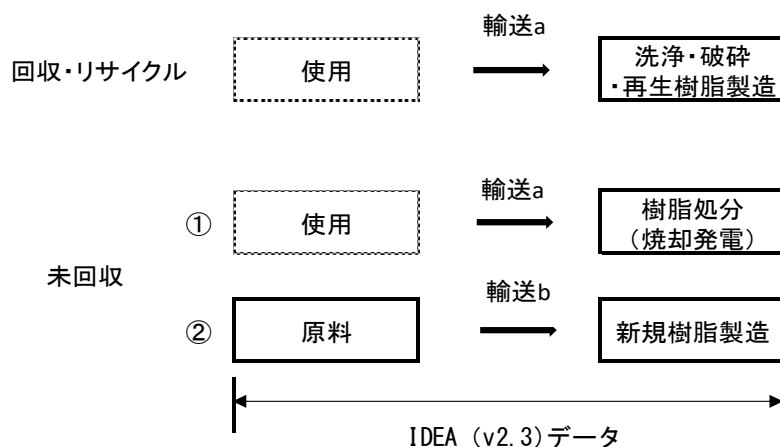 輸送a
回収・リサイクル
使用
洗浄・破砕
・再生樹脂製造
輸送a
①
使用
樹脂処分
（焼却発電）
未回収
輸送b
②
原料
新規樹脂製造
IDEA (v2.3)データ